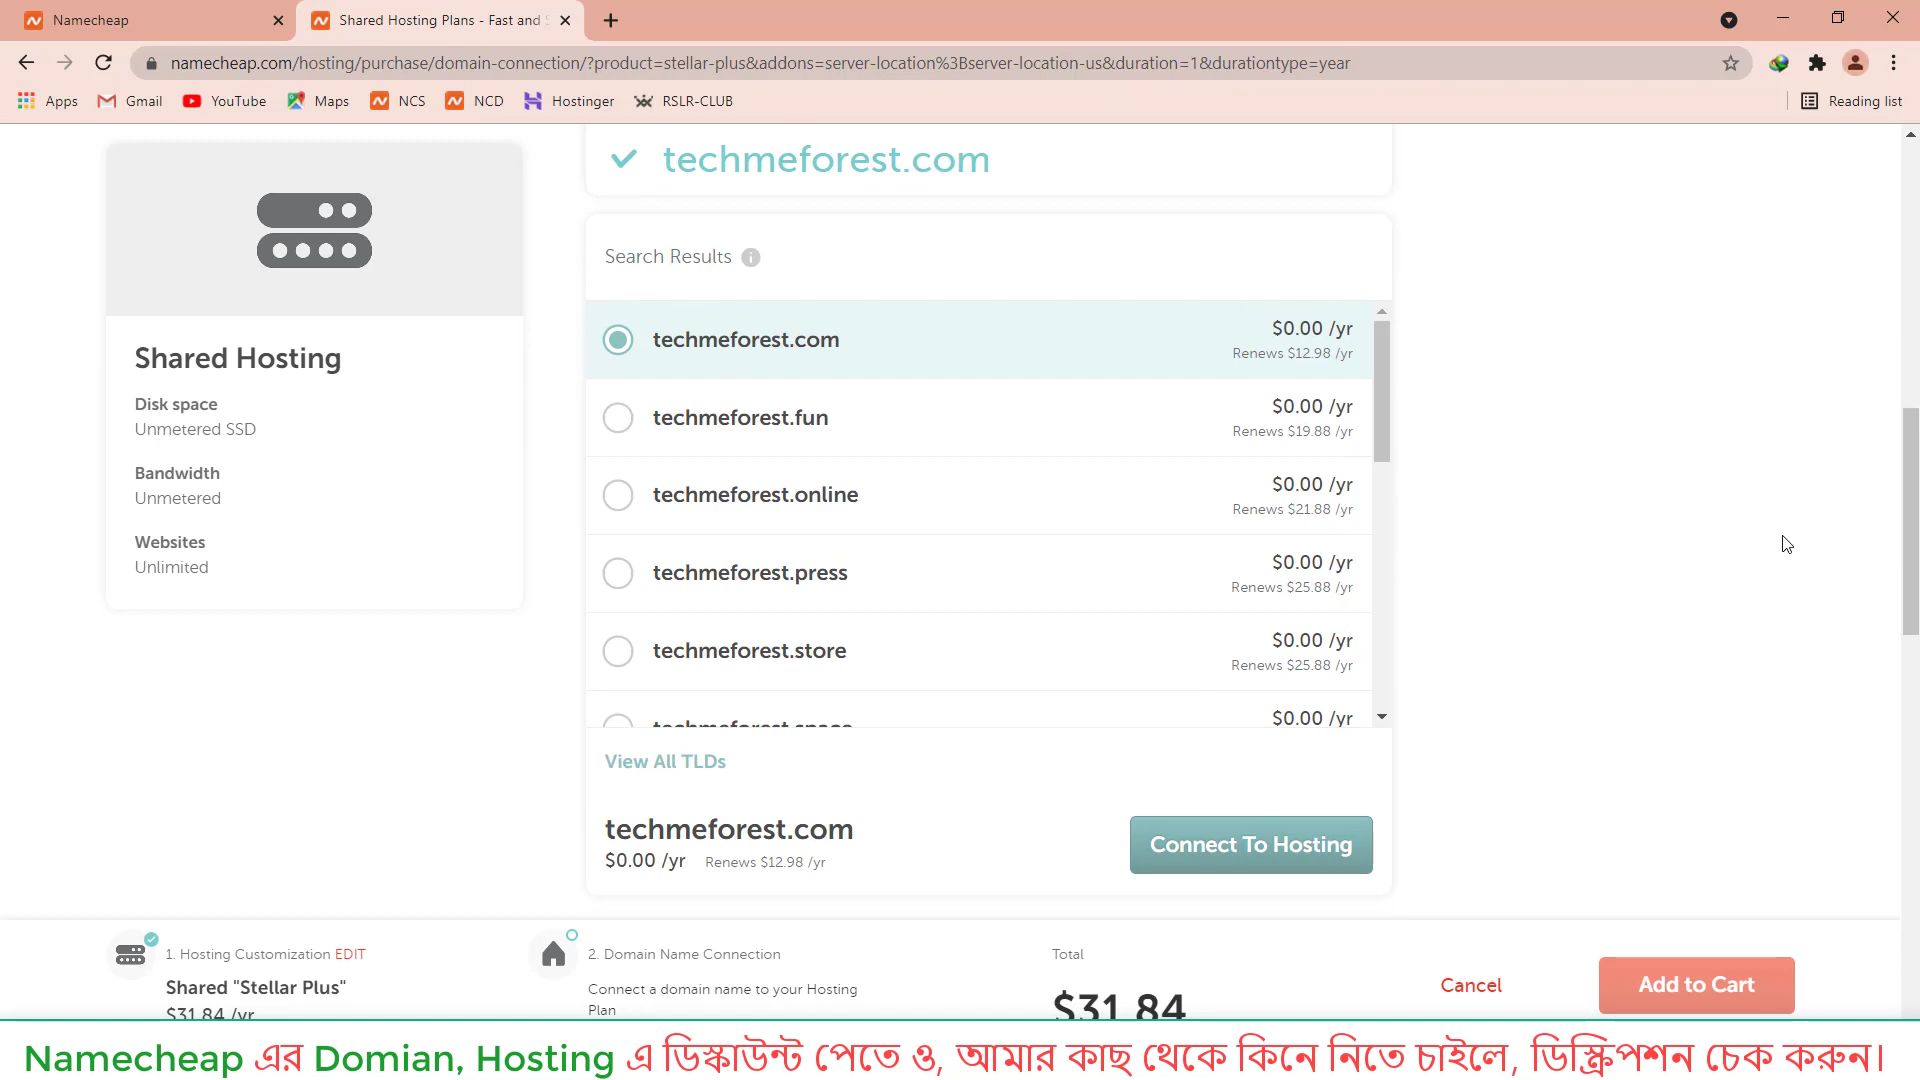 Namecheap
Shared Hosting Plans - Fast and
namecheap.com/hosting/purchase/domain-connection/?product=stellar-plus&addons=server-location%3Bserver-location-us&duration=1&durationtype=year
Apps
Gmail
YouTube
Maps
NCS
NCD
Hostinger
RSLR-CLUB
Reading list
Shared Hosting
Disk space
Unmetered SSD
Bandwidth
Unmetered
Websites
Unlimited
techmeforest.com
Search Results
techmeforest.com
$0.00 /yr
Renews $12.98 /yr
techmeforest.fun
$0.00 /yr
Renews $19.88 /yr
techmeforest.online
$0.00 /yr
Renews $21.88 /yr
techmeforest.press
$0.00 /yr
Renews $25.88 /yr
techmeforest.store
$0.00 /yr
Renews $25.88 /yr
techmeforest.space
$0.00 /yr
View All TLDs
techmeforest.com
$0.00 /yr Renews $12.98 /yr
Connect To Hosting
1. Hosting Customization EDIT
Shared "Stellar Plus"
$31.84 /yr
2. Domain Name Connection
Connect a domain name to your Hosting
Plan
Total
$31.84
Cancel
Add to Cart
Namecheap এর Domian, Hosting এ ডিস্কাউন্ট পেতে ও, আমার কাছ থেকে কিনে নিতে চাইলে, ডিস্ক্রিপশন চেক করুন।